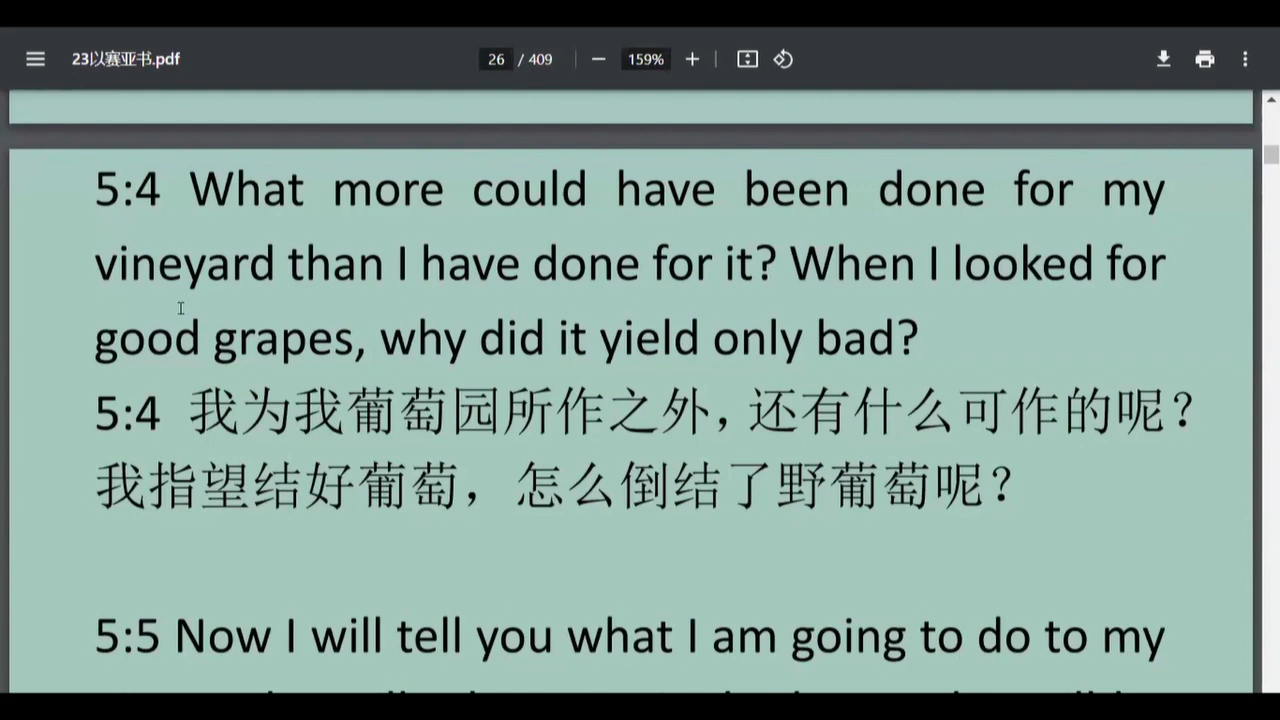 23以赛亚书.pdf
26 / 409
159%
5:4 What more could have been done for my
vineyard than I have done for it? When I looked for
good grapes, why did it yield only bad?
5:4 我为我葡萄园所作之外，还有什么可作的呢？
我指望结好葡萄，怎么倒结了野葡萄呢？
5:5 Now I will tell you what I am going to do to my